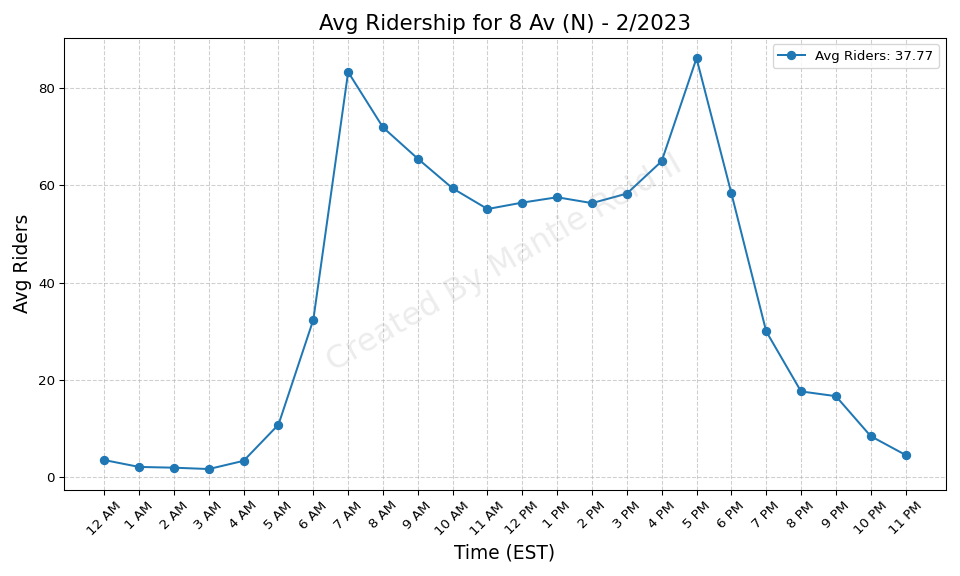 Avg Ridership for 8 Av (N) - 2/2023
Avg Riders: 37.77
Avg Riders
80
60
40
20
0
Created By Mantle
12 AM
1 AM
2 AM
3 AM
4 AM
5 AM
6 AM
7 AM
8 AM
9 AM
10 AM
11 AM
12 PM
1 PM
2 PM
3 PM
4 PM
5 PM
6 PM
7 PM
8 PM
9 PM
10 PM
11 PM
Time (EST)